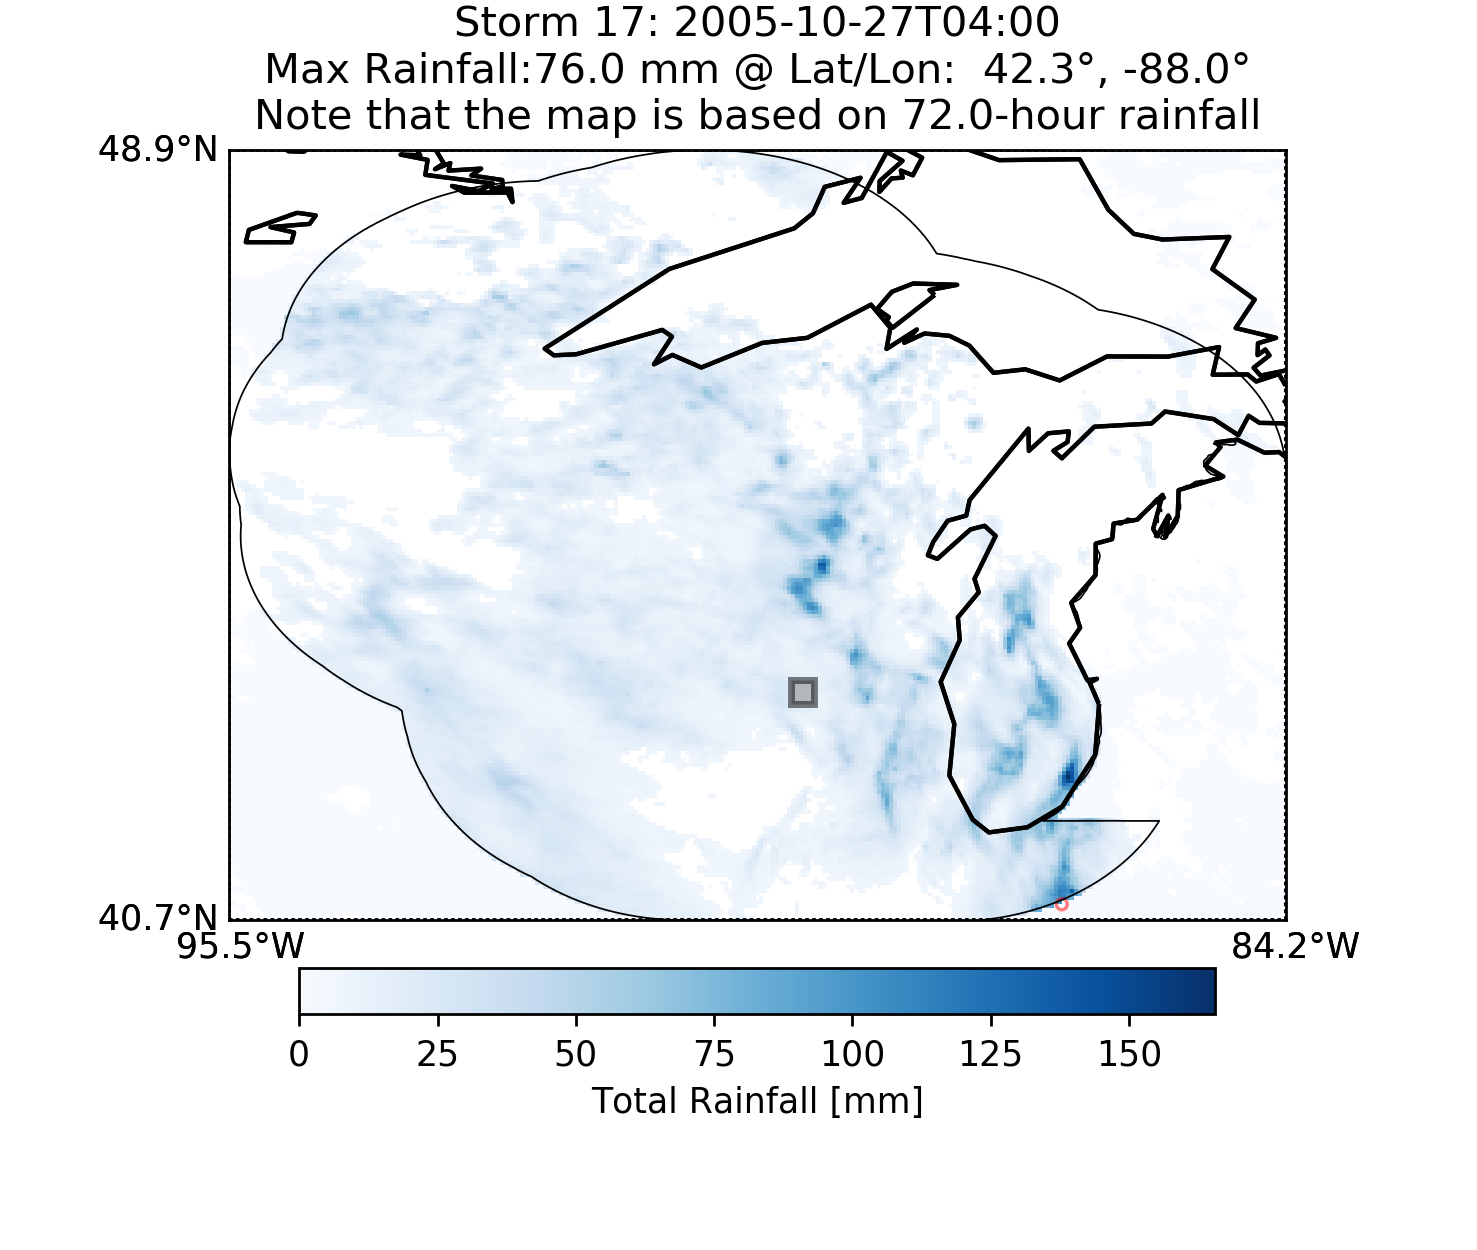 Storm 17: 2005-10-27T04:00
Max Rainfall:76.0 mm @ Lat/Lon:  42.3°, -88.0°
Note that the map is based on 72.0-hour rainfall
48.9°N
40.7°N
95.5°W 84.2°W
0 25 50 75 100 125 150
Total Rainfall [mm]